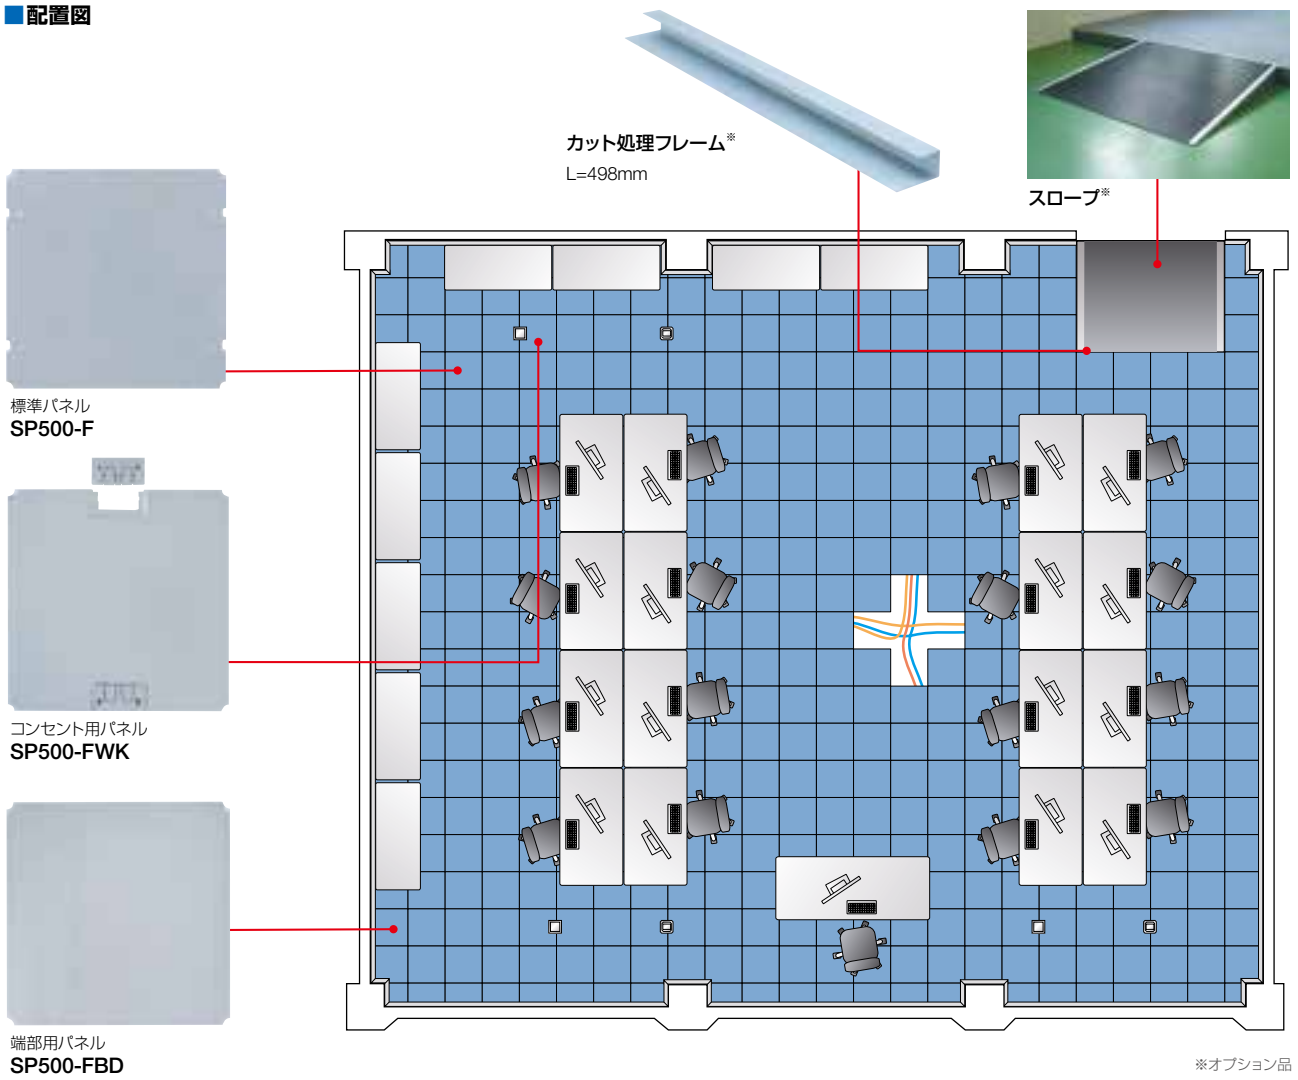 ■配置図
カット処理フレーム※
L=498mm
スロープ※
標準パネル
SP500-F
コンセント用パネル
SP500-FWK
端部用パネル
SP500-FBD
※オプション品